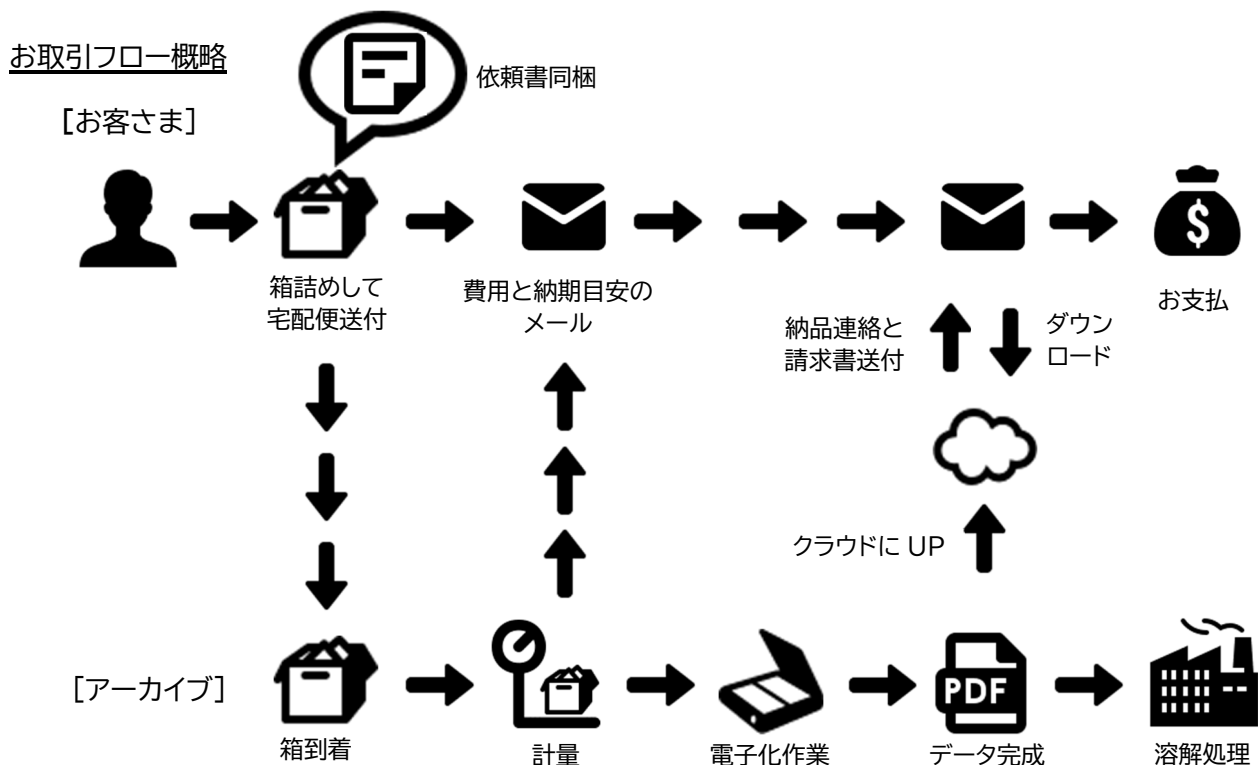 お取引フロー概略
依頼書同梱
[お客さま]
$
箱詰めして
宅配便送付
費用と納期目安の
メール
納品連絡と
請求書送付
ダウン
ロード
お支払
クラウドに UP
[アーカイブ]
PDF
箱到着
計量
電子化作業
データ完成
溶解処理